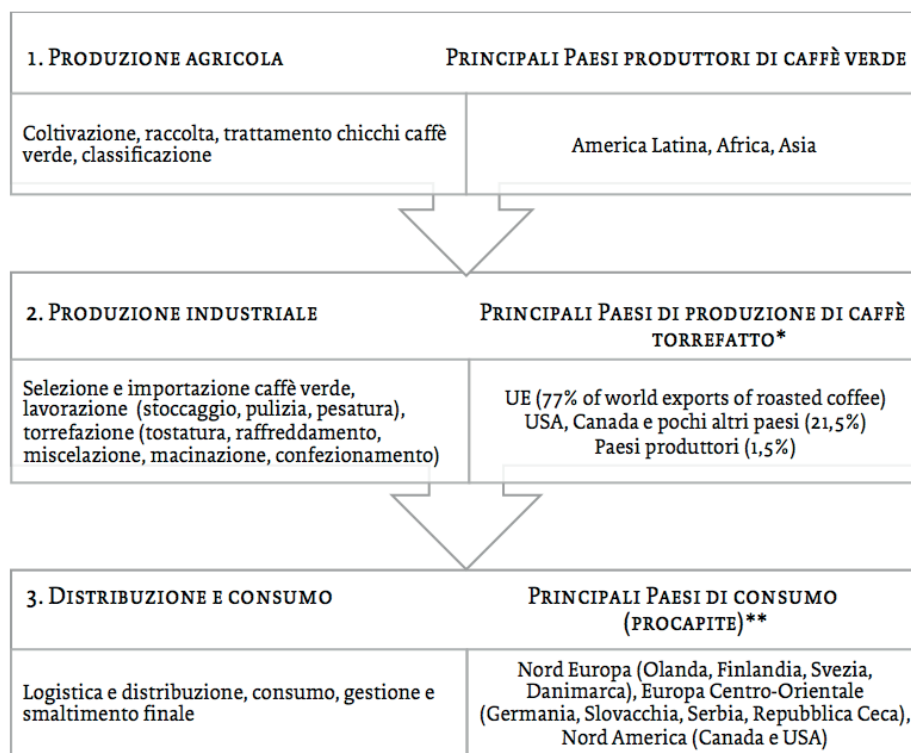 1. Produzione agricola
Principali Paesi produttori di caffè verde
Coltivazione, raccolta, trattamento chicchi caffè
verde, classificazione
America Latina, Africa, Asia
2. Produzione industriale
Principali Paesi di produzione di caffè
torrefatto*
Selezione e importazione caffè verde,
lavorazione (stoccaggio, pulizia, pesatura),
torrefazione (tostatura, raffreddamento,
miscelazione, macinazione, confezionamento)
UE (77% of world exports of roasted coffee)
USA, Canada e pochi altri paesi (21,5%)
Paesi produttori (1,5%)
3. Distribuzione e consumo
Principali Paesi di consumo
(procapite)**
Logistica e distribuzione, consumo, gestione e
smaltimento finale
Nord Europa (Olanda, Finlandia, Svezia,
Danimarca), Europa Centro-Orientale
(Germania, Slovacchia, Serbia, Repubblica Ceca),
Nord America (Canada e USA)